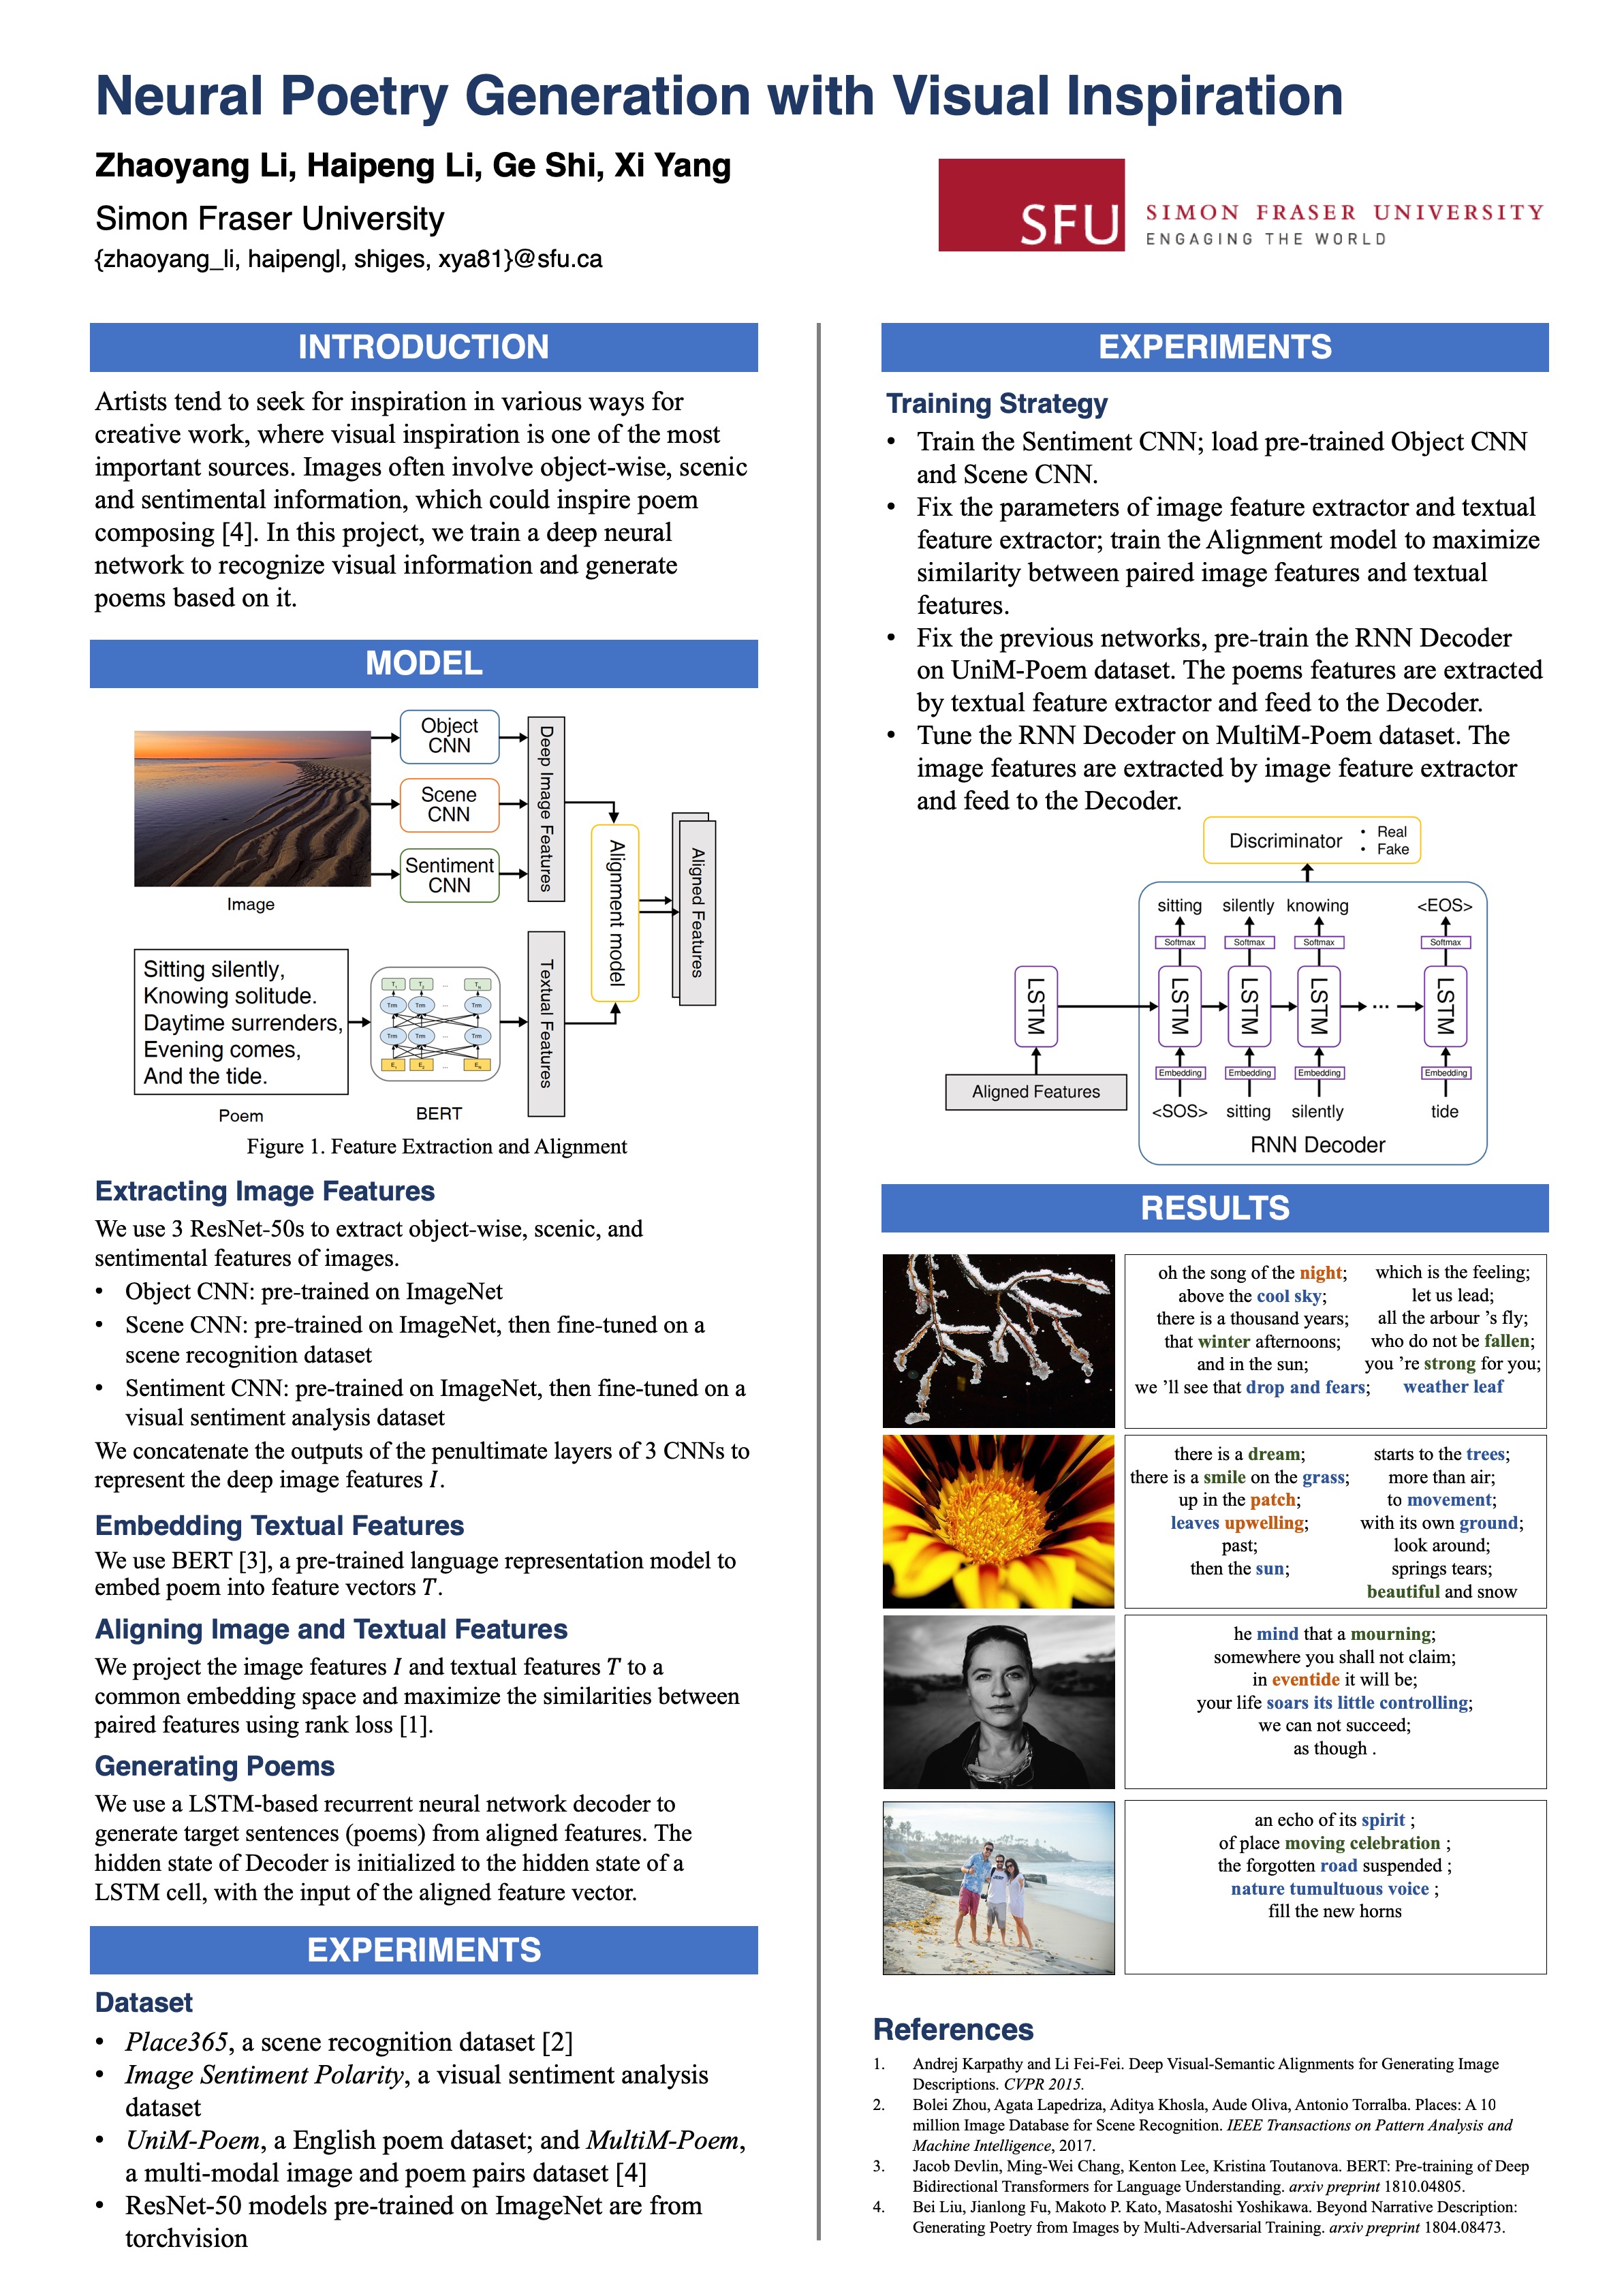 Neural Poetry Generation with Visual Inspiration
Zhaoyang Li, Haipeng Li, Ge Shi, Xi Yang
Simon Fraser University
{zhaoyang_li, haipengl, shiges, xya81}@sfu.ca
SFU
SIMON FRASER UNIVERSITY
ENGAGING THE WORLD
INTRODUCTION
Artists tend to seek for inspiration in various ways for
creative work, where visual inspiration is one of the most
important sources. Images often involve object-wise, scenic
and sentimental information, which could inspire poem
composing [4]. In this project, we train a deep neural
network to recognize visual information and generate
poems based on it.
MODEL
Object
CNN
Scene
CNN
Sentiment
CNN
Deep Image Features
Image
Alignment model
Aligned Features
Sitting silently,
Knowing solitude.
Daytime surrenders,
Evening comes,
And the tide.
Poem
T1 T2 ... TN
Trm Trm ... Trm
Trm Trm ... Trm
E1 E2 ... EN
BERT
Textual Features
Figure 1. Feature Extraction and Alignment
Extracting Image Features
We use 3 ResNet-50s to extract object-wise, scenic, and
sentimental features of images.
• Object CNN: pre-trained on ImageNet
• Scene CNN: pre-trained on ImageNet, then fine-tuned on a
scene recognition dataset
• Sentiment CNN: pre-trained on ImageNet, then fine-tuned on a
visual sentiment analysis dataset
We concatenate the outputs of the penultimate layers of 3 CNNs to
represent the deep image features I.
Embedding Textual Features
We use BERT [3], a pre-trained language representation model to
embed poem into feature vectors T.
Aligning Image and Textual Features
We project the image features I and textual features T to a
common embedding space and maximize the similarities between
paired features using rank loss [1].
Generating Poems
We use a LSTM-based recurrent neural network decoder to
generate target sentences (poems) from aligned features. The
hidden state of Decoder is initialized to the hidden state of a
LSTM cell, with the input of the aligned feature vector.
EXPERIMENTS
Dataset
• Place365, a scene recognition dataset [2]
• Image Sentiment Polarity, a visual sentiment analysis
dataset
• UniM-Poem, a English poem dataset; and MultiM-Poem,
a multi-modal image and poem pairs dataset [4]
• ResNet-50 models pre-trained on ImageNet are from
torchvision
EXPERIMENTS
Training Strategy
• Train the Sentiment CNN; load pre-trained Object CNN
and Scene CNN.
• Fix the parameters of image feature extractor and textual
feature extractor; train the Alignment model to maximize
similarity between paired image features and textual
features.
• Fix the previous networks, pre-train the RNN Decoder
on UniM-Poem dataset. The poems features are extracted
by textual feature extractor and feed to the Decoder.
• Tune the RNN Decoder on MultiM-Poem dataset. The
image features are extracted by image feature extractor
and feed to the Decoder.
Discriminator
• Real
• Fake
sitting silently knowing <EOS>
Softmax Softmax Softmax Softmax
LSTM LSTM LSTM LSTM ... LSTM
Embedding Embedding Embedding Embedding
Aligned Features
<SOS> sitting silently tide
RNN Decoder
RESULTS
oh the song of the night;
above the cool sky;
there is a thousand years;
that winter afternoons;
and in the sun;
we 'll see that drop and fears;
which is the feeling;
let us lead;
all the arbour 's fly;
who do not be fallen;
you 're strong for you;
weather leaf
there is a dream;
there is a smile on the grass;
up in the patch;
leaves upwelling;
past;
then the sun;
starts to the trees;
more than air;
to movement;
with its own ground;
look around;
springs tears;
beautiful and snow
he mind that a mourning;
somewhere you shall not claim;
in eventide it will be;
your life soars its little controlling;
we can not succeed;
as though .
an echo of its spirit ;
of place moving celebration ;
the forgotten road suspended ;
nature tumultuous voice ;
fill the new horns
References
1. Andrej Karpathy and Li Fei-Fei. Deep Visual-Semantic Alignments for Generating Image
Descriptions. CVPR 2015.
2. Bolei Zhou, Agata Lapedriza, Aditya Khosla, Aude Oliva, Antonio Torralba. Places: A 10
million Image Database for Scene Recognition. IEEE Transactions on Pattern Analysis and
Machine Intelligence, 2017.
3. Jacob Devlin, Ming-Wei Chang, Kenton Lee, Kristina Toutanova. BERT: Pre-training of Deep
Bidirectional Transformers for Language Understanding. arxiv preprint 1810.04805.
4. Bei Liu, Jianlong Fu, Makoto P. Kato, Masatoshi Yoshikawa. Beyond Narrative Description:
Generating Poetry from Images by Multi-Adversarial Training. arxiv preprint 1804.08473.